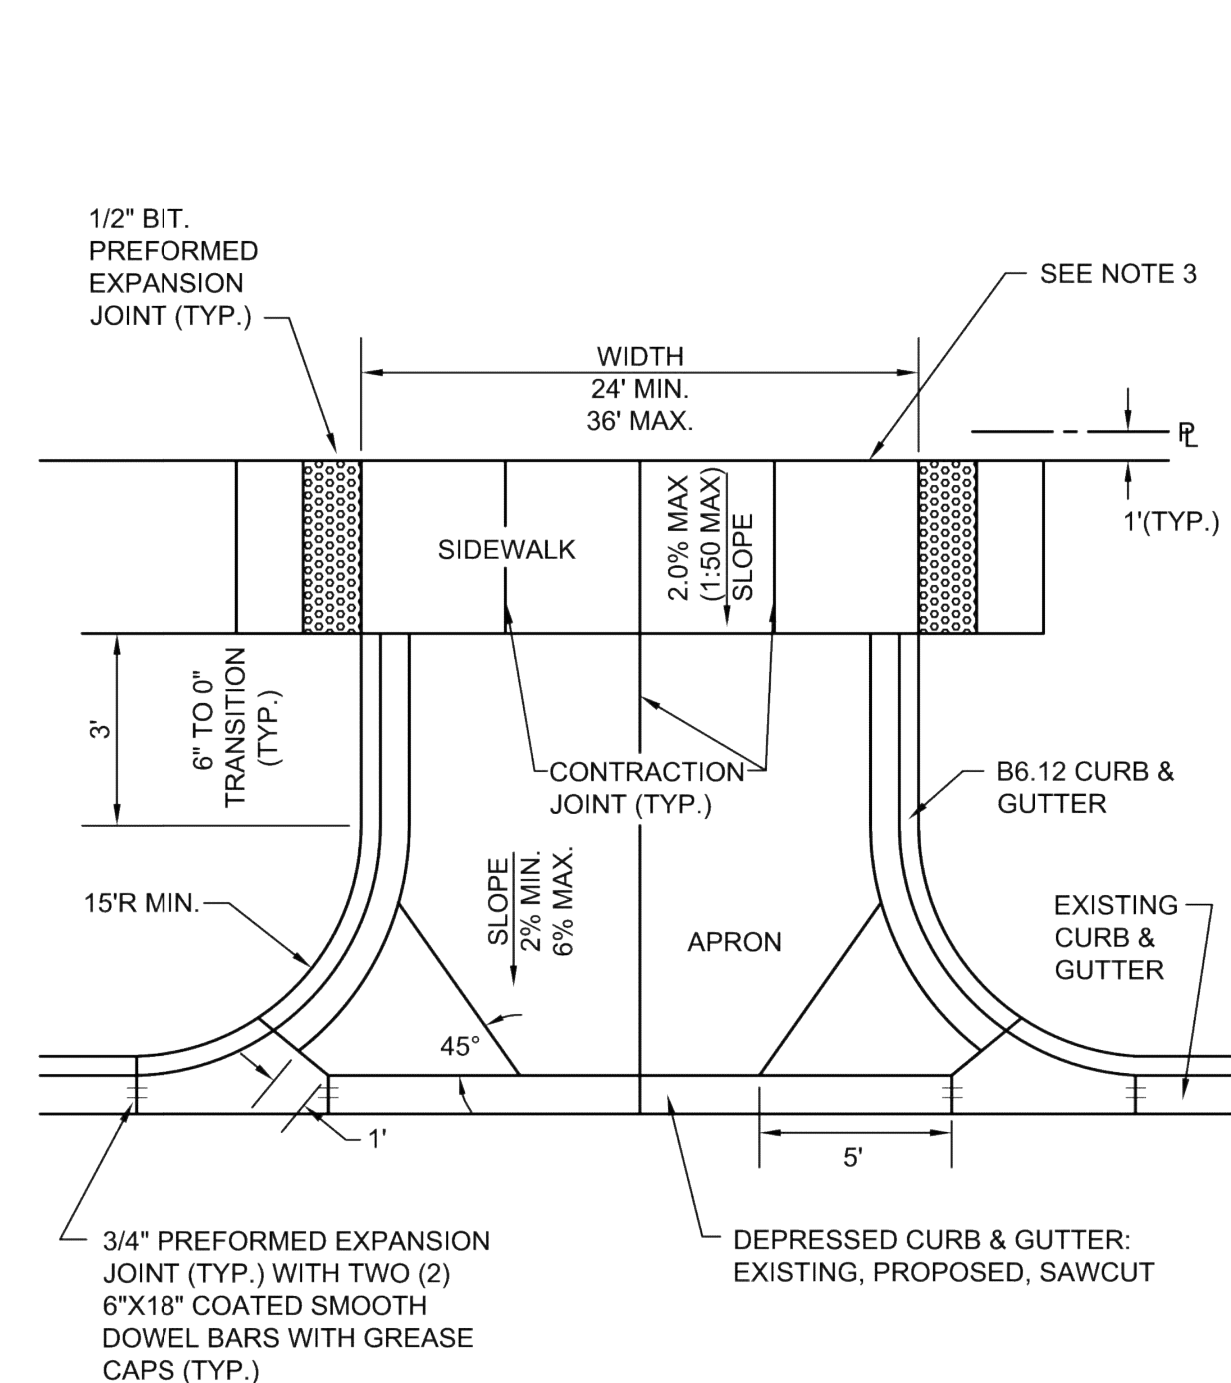 1/2" BIT.
PREFORMED
EXPANSION
JOINT (TYP.)
SEE NOTE 3
WIDTH
24' MIN.
36' MAX.
PL
1'(TYP.)
SIDEWALK
2.0% MAX
(1:50 MAX)
SLOPE
3'
6" TO 0"
TRANSITION
(TYP.)
CONTRACTION
JOINT (TYP.)
B6.12 CURB &
GUTTER
15'R MIN.
SLOPE
2% MIN.
6% MAX.
APRON
EXISTING
CURB &
GUTTER
45°
1'
5'
3/4" PREFORMED EXPANSION
JOINT (TYP.) WITH TWO (2)
6"X18" COATED SMOOTH
DOWEL BARS WITH GREASE
CAPS (TYP.)
DEPRESSED CURB & GUTTER:
EXISTING, PROPOSED, SAWCUT